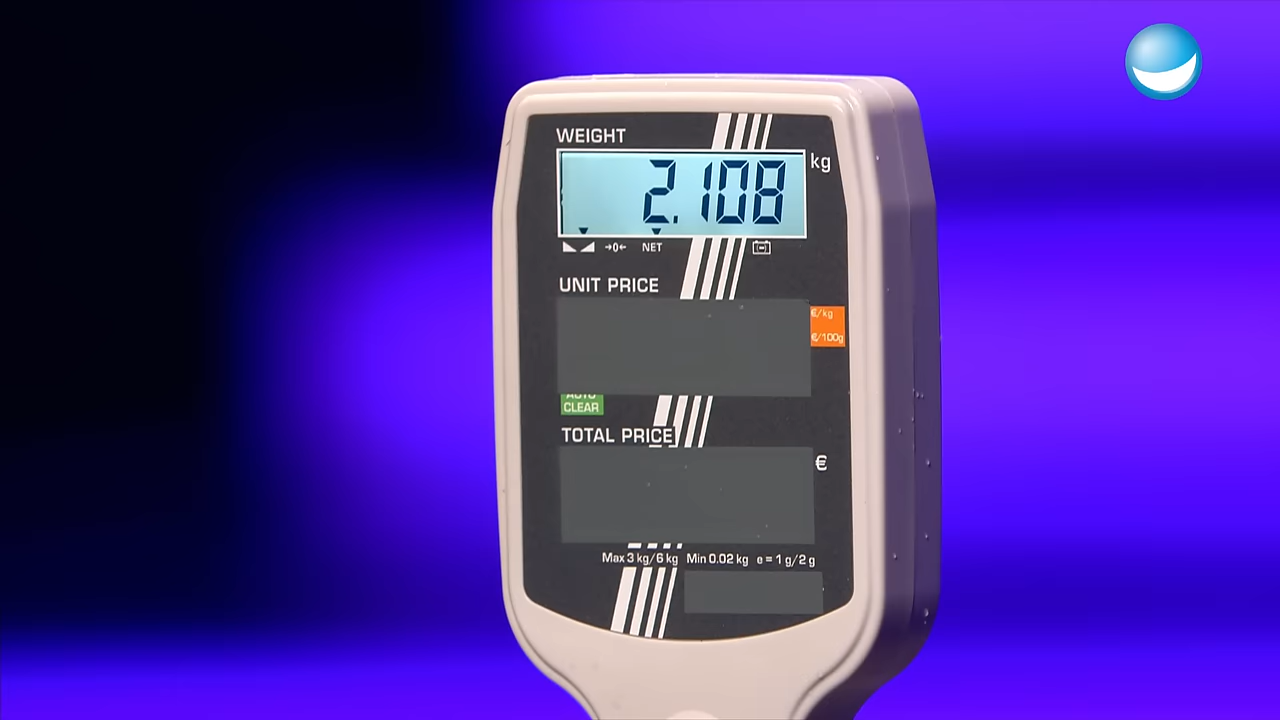 WEIGHT
2.108 kg
→0← NET
UNIT PRICE
€/kg
€/100g
AUTO
CLEAR
TOTAL PRICE
€
Max 3 kg/6 kg Min 0.02 kg e = 1 g/2 g